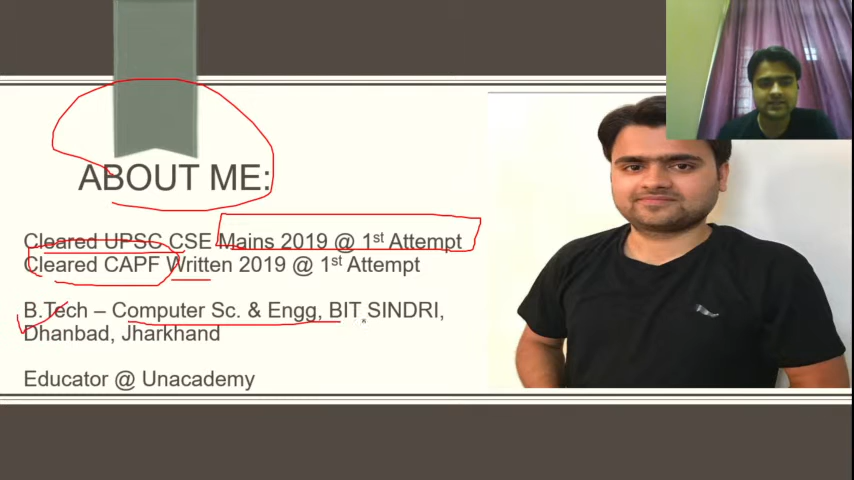 ABOUT ME:
Cleared UPSC CSE Mains 2019 @ 1st Attempt
Cleared CAPF Written 2019 @ 1st Attempt
B.Tech – Computer Sc. & Engg, BIT SINDRI,
Dhanbad, Jharkhand
Educator @ Unacademy